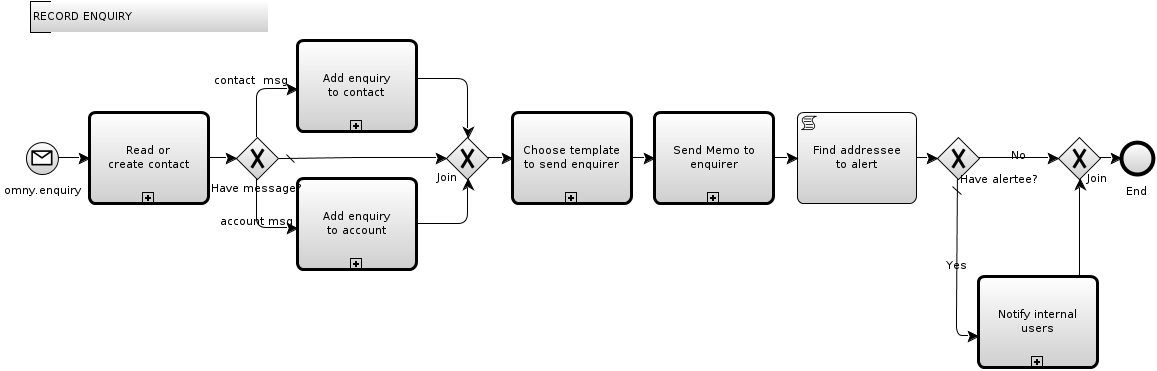 RECORD ENQUIRY
omny.enquiry
Read or
create contact
Have message?
contact msg
Add enquiry
to contact
account msg
Add enquiry
to account
Join
Choose template
to send enquirer
Send Memo to
enquirer
Find addressee
to alert
Have alertee?
No
Yes
Notify internal
users
Join
End